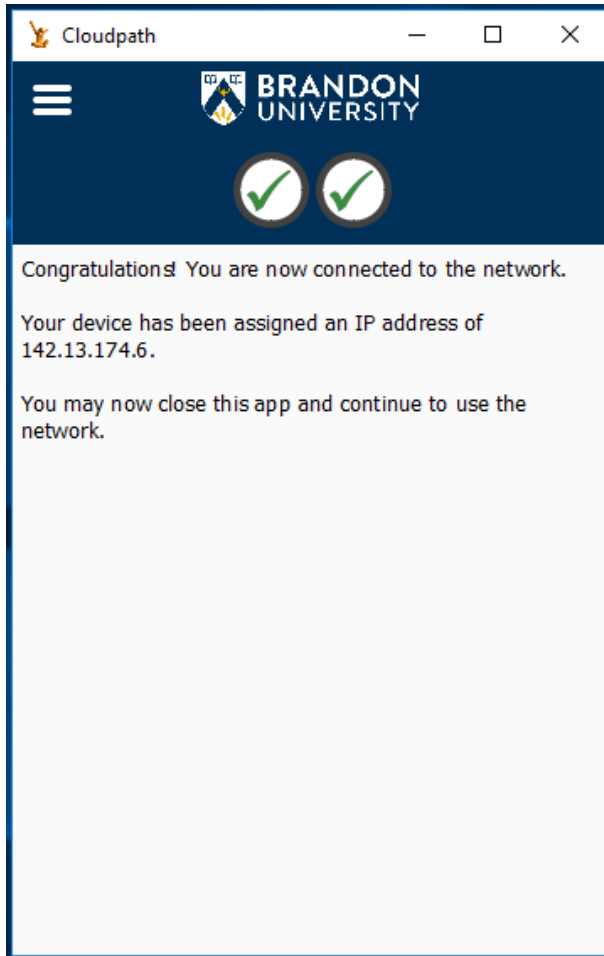 Cloudpath
BRANDON
UNIVERSITY
Congratulations! You are now connected to the network.
Your device has been assigned an IP address of
142.13.174.6.
You may now close this app and continue to use the
network.